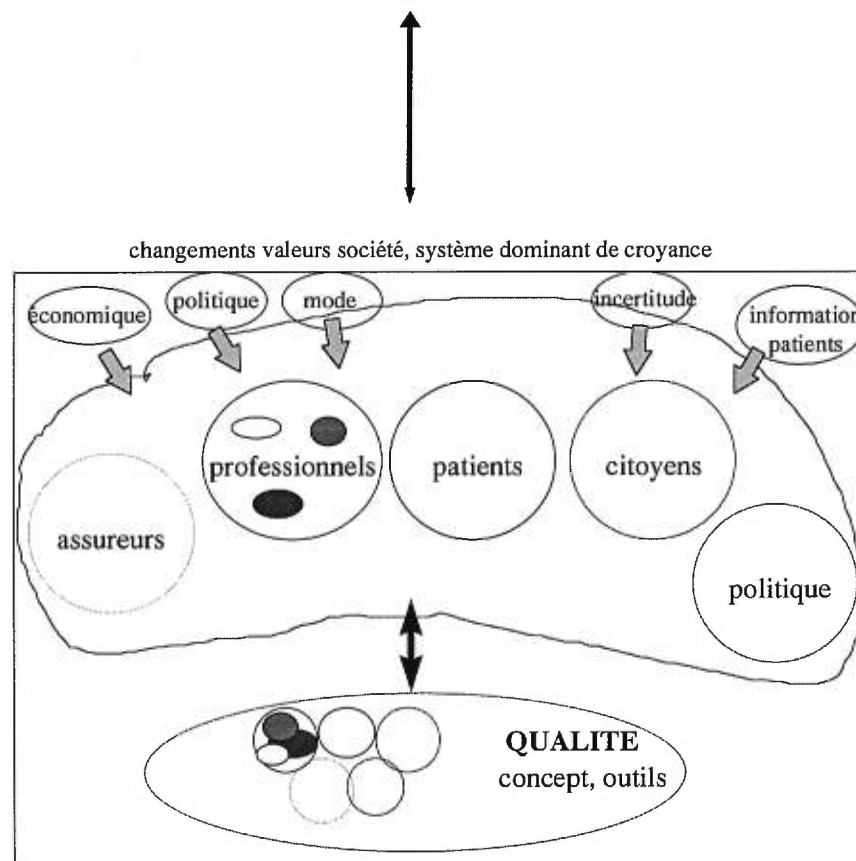 changements valeurs société, système dominant de croyance
économique
politique
mode
incertitude
information
patients
professionnels
patients
citoyens
assureurs
politique
QUALITE
concept, outils